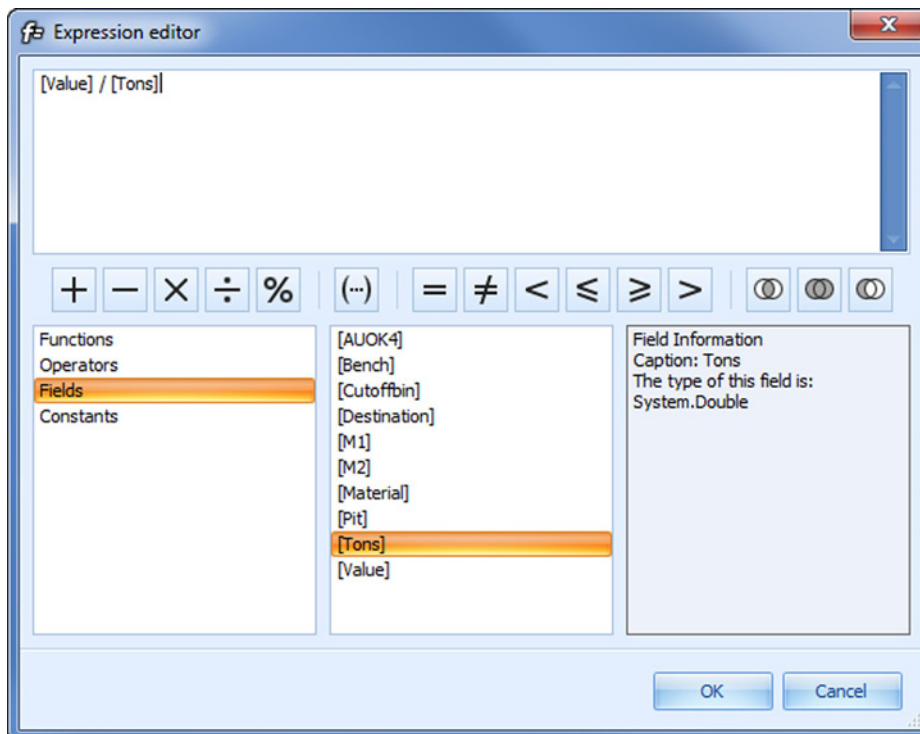 Expression editor
[Value] / [Tons]
+ − × ÷ % (...) = ≠ < ≤ ≥ >
Functions
Operators
Fields
Constants
[AUOK4]
[Bench]
[Cutoffbin]
[Destination]
[M1]
[M2]
[Material]
[Pit]
[Tons]
[Value]
Field Information
Caption: Tons
The type of this field is:
System.Double
OK
Cancel